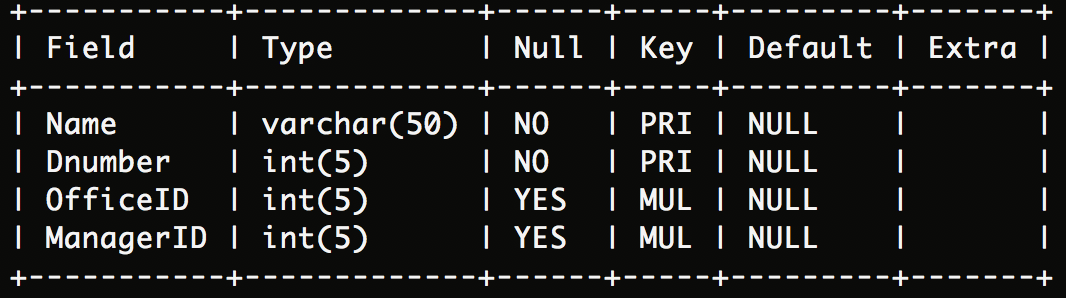 +-----------+-------------+------+-----+---------+-------+
| Field     | Type        | Null | Key | Default | Extra |
+-----------+-------------+------+-----+---------+-------+
| Name      | varchar(50) | NO   | PRI | NULL    |       |
| Dnumber   | int(5)      | NO   | PRI | NULL    |       |
| OfficeID  | int(5)      | YES  | MUL | NULL    |       |
| ManagerID | int(5)      | YES  | MUL | NULL    |       |
+-----------+-------------+------+-----+---------+-------+